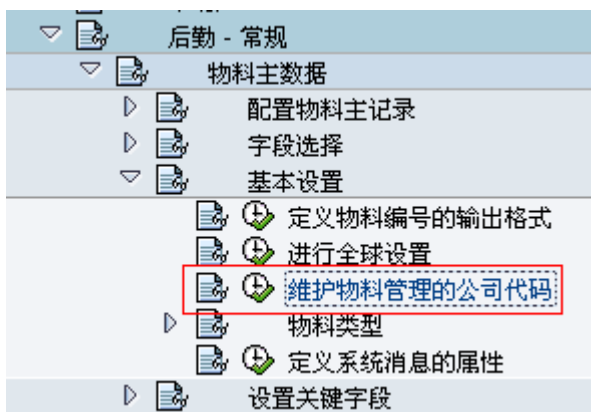 后勤 - 常规
物料主数据
配置物料主记录
字段选择
基本设置
定义物料编号的输出格式
进行全球设置
维护物料管理的公司代码
物料类型
定义系统消息的属性
设置关键字段